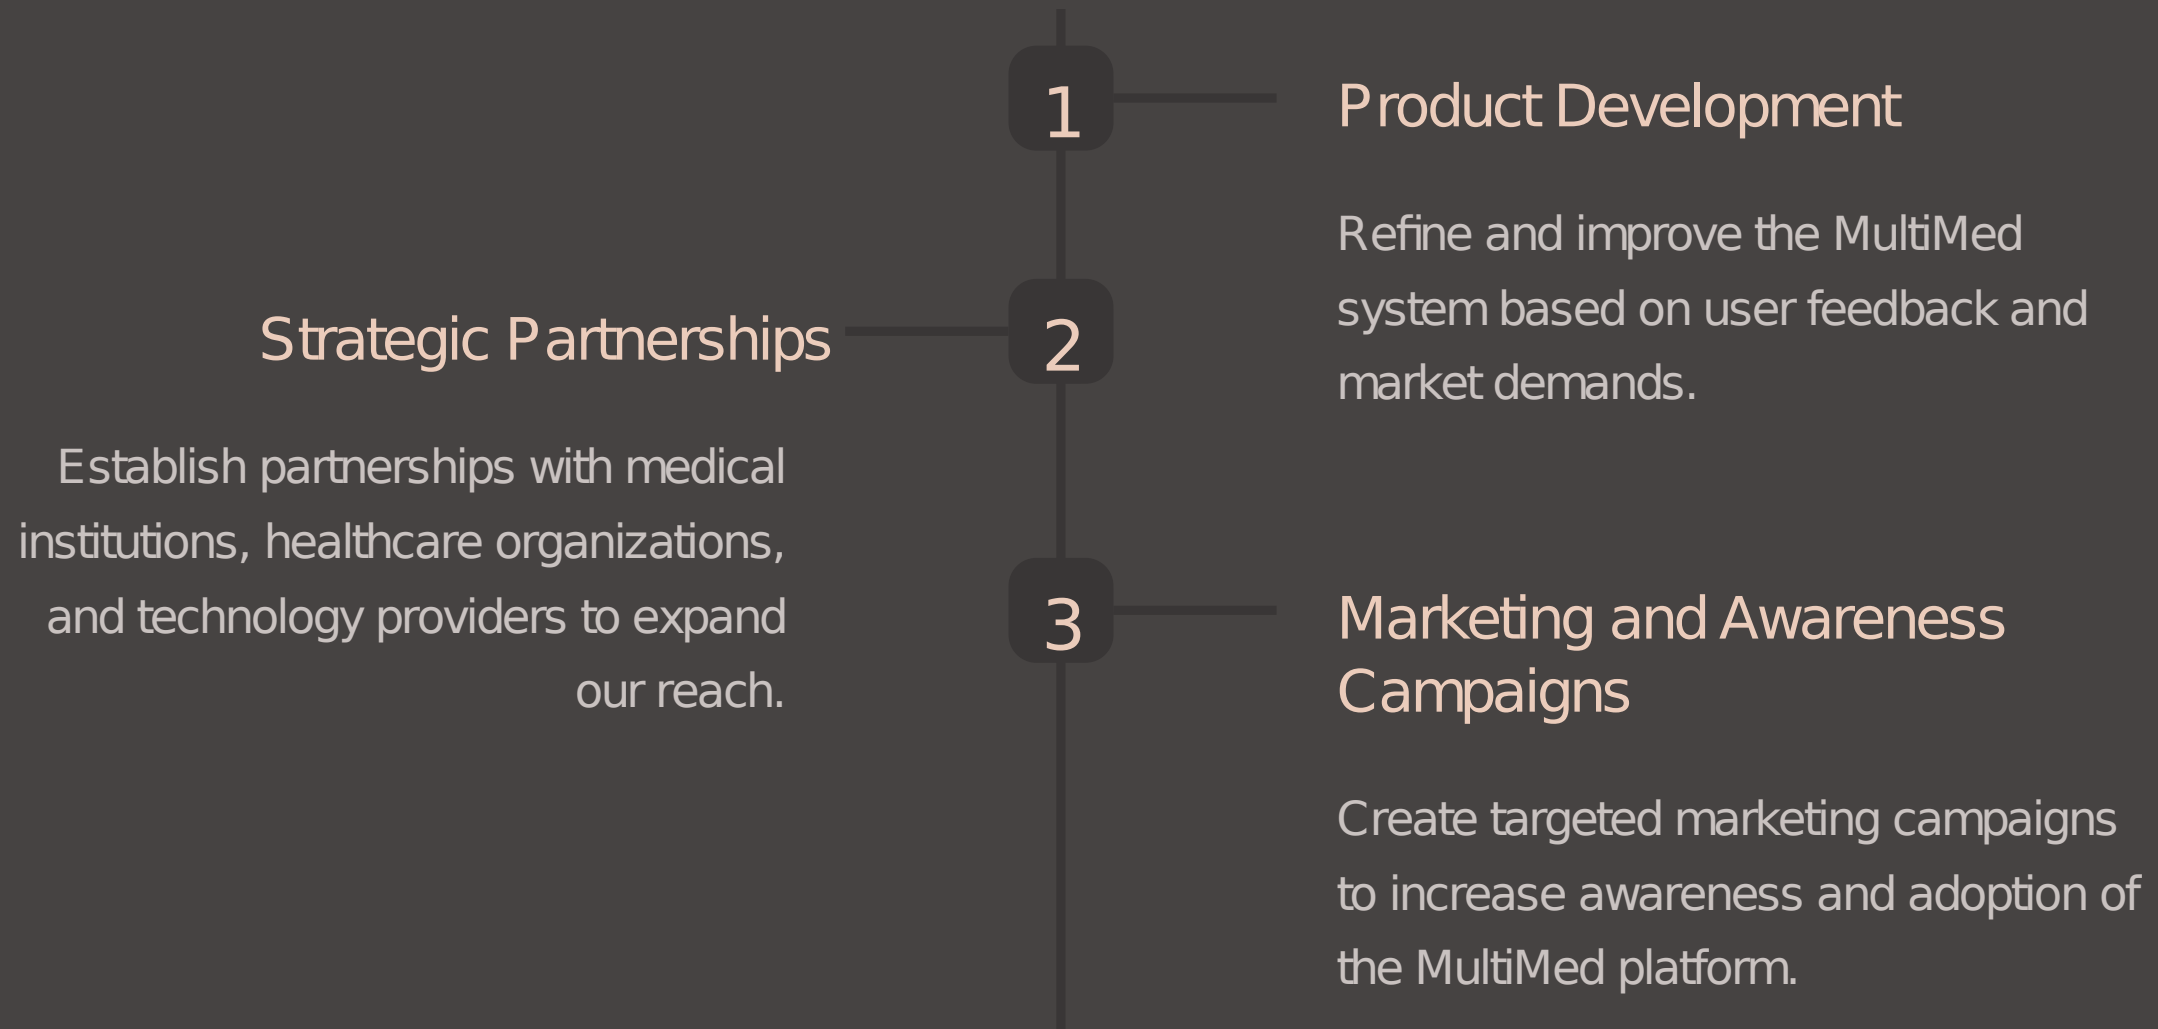 1
Product Development
Refine and improve the MultiMed
system based on user feedback and
market demands.
2
Strategic Partnerships
Establish partnerships with medical
institutions, healthcare organizations,
and technology providers to expand
our reach.
3
Marketing and Awareness
Campaigns
Create targeted marketing campaigns
to increase awareness and adoption of
the MultiMed platform.